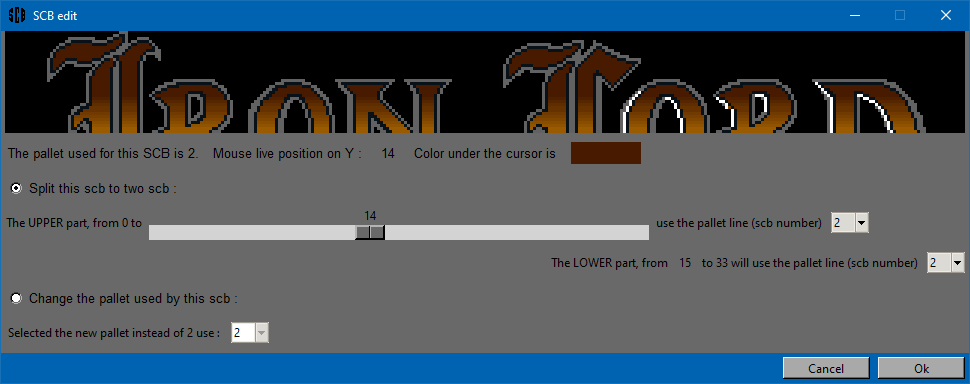 SCB edit
IRON LORD
The pallet used for this SCB is 2. Mouse live position on Y : 14 Color under the cursor is
Split this scb to two scb :
14
The UPPER part, from 0 to use the pallet line (scb number) 2
The LOWER part, from 15 to 33 will use the pallet line (scb number) 2
Change the pallet used by this scb :
Selected the new pallet instead of 2 use : 2
Cancel Ok